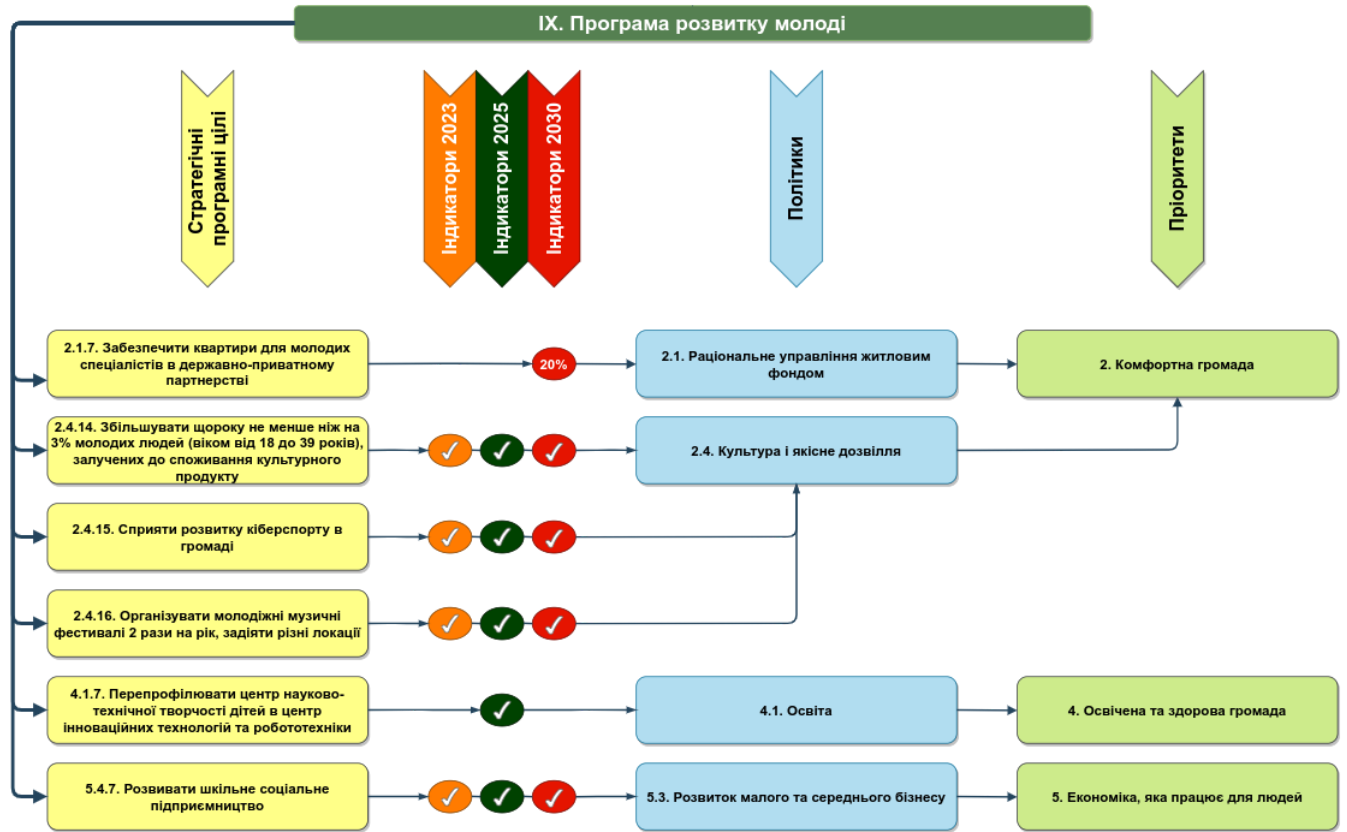 IX. Програма розвитку молоді
Стратегічні
програмні цілі
Індикатори 2023
Індикатори 2025
Індикатори 2030
Політики
Пріоритети
2.1.7. Забезпечити квартири для молодих
спеціалістів в державно-приватному
партнерстві
20%
2.1. Раціональне управління житловим
фондом
2. Комфортна громада
2.4.14. Збільшувати щороку не менше ніж на
3% молодих людей (віком від 18 до 39 років),
залучених до споживання культурного
продукту
2.4. Культура і якісне дозвілля
2.4.15. Сприяти розвитку кіберспорту в
громаді
2.4.16. Організувати молодіжні музичні
фестивалі 2 рази на рік, задіяти різні локації
4.1.7. Перепрофілювати центр науково-
технічної творчості дітей в центр
інноваційних технологій та робототехніки
4.1. Освіта
4. Освічена та здорова громада
5.4.7. Розвивати шкільне соціальне
підприємництво
5.3. Розвиток малого та середнього бізнесу
5. Економіка, яка працює для людей